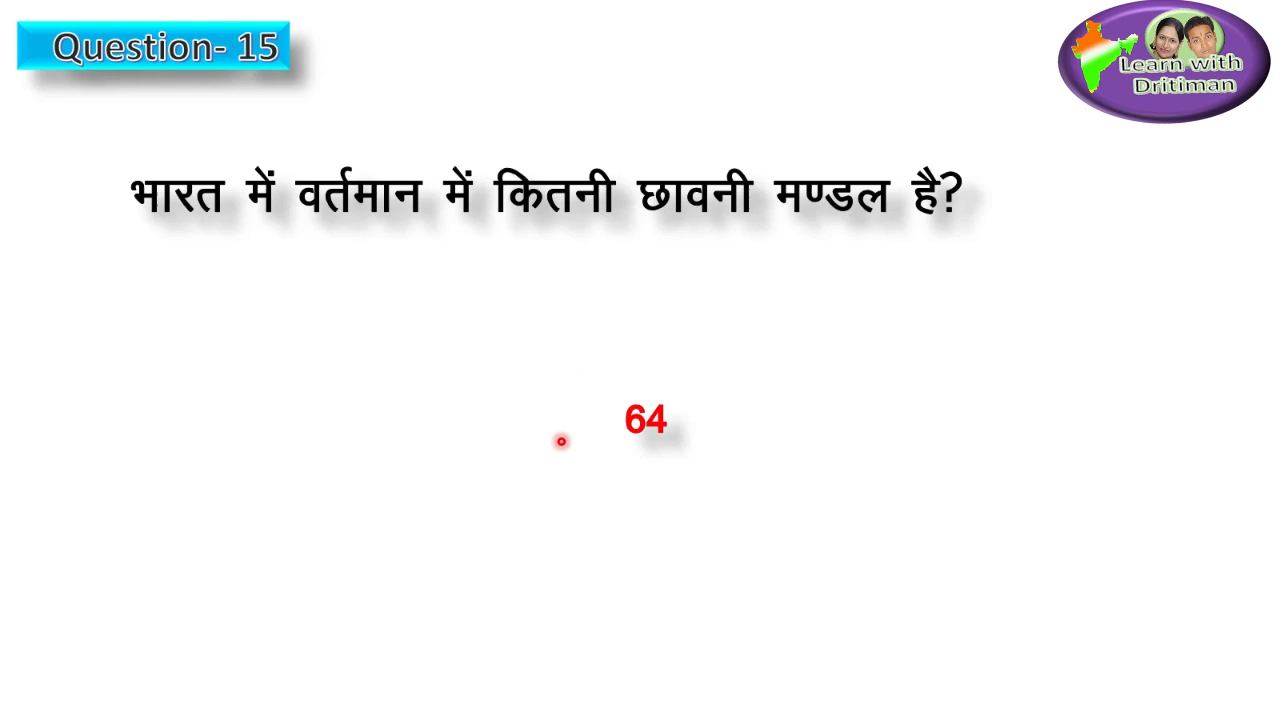 Question- 15
Learn with
Dritiman
भारत में वर्तमान में कितनी छावनी मण्डल है?
64